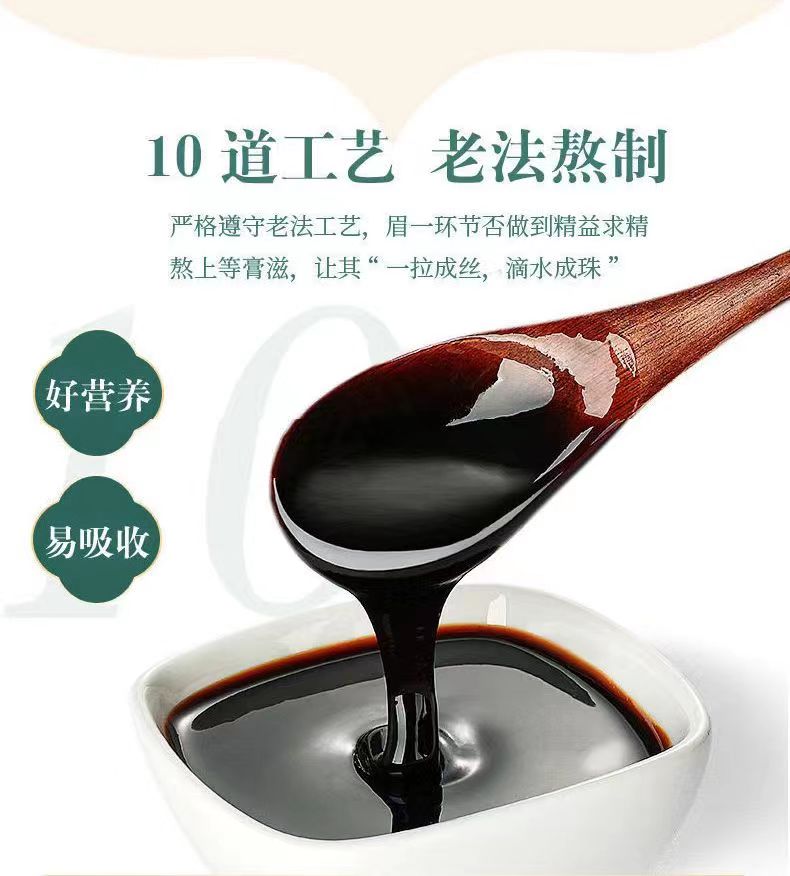 10 道工艺 老法熬制
严格遵守老法工艺，眉一环节否做到精益求精
熬上等膏滋，让其“一拉成丝，滴水成珠”
10
好营养
易吸收